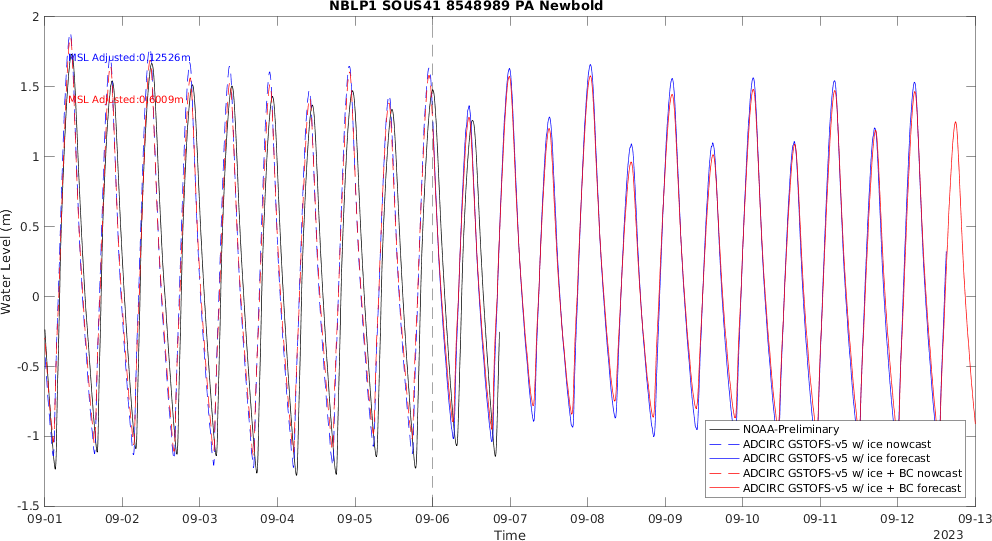 NBLP1 SOUS41 8548989 PA Newbold
2
1.5
1
0.5
0
-0.5
-1
-1.5
Water Level (m)
MSL Adjusted:0.12526m
MSL Adjusted:0.6009m
NOAA-Preliminary
ADCIRC GSTOFS-v5 w/ ice nowcast
ADCIRC GSTOFS-v5 w/ ice forecast
ADCIRC GSTOFS-v5 w/ ice + BC nowcast
ADCIRC GSTOFS-v5 w/ ice + BC forecast
09-01 09-02 09-03 09-04 09-05 09-06 09-07 09-08 09-09 09-10 09-11 09-12 09-13
Time
2023